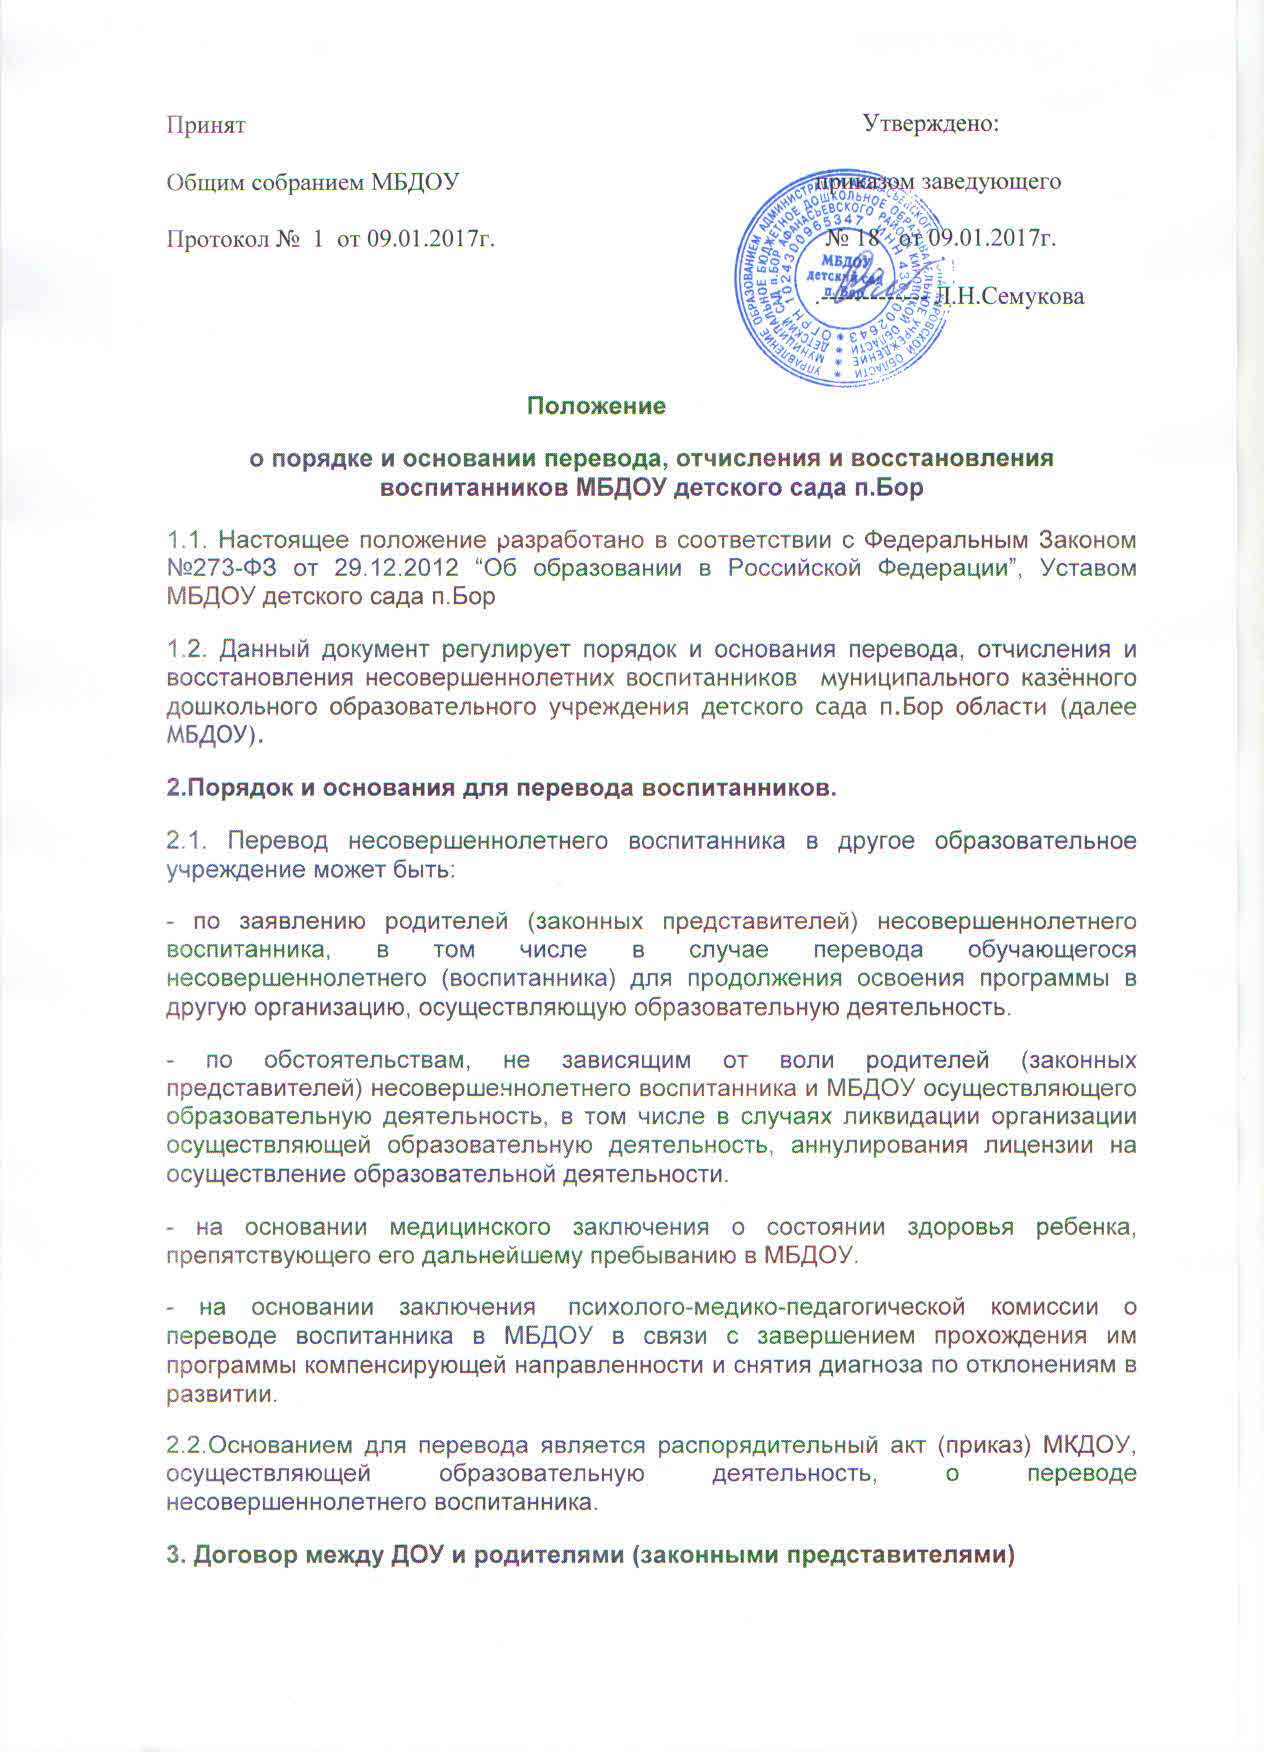 Принят Утверждено:
Общим собранием МБДОУ приказом заведующего
Протокол № 1 от 09.01.2017г. № 18 от 09.01.2017г.
МБДОУ
детский сад
п. Бор
Л.Н.Семукова
Положение
о порядке и основании перевода, отчисления и восстановления
воспитанников МБДОУ детского сада п.Бор
1.1. Настоящее положение разработано в соответствии с Федеральным Законом
№273-ФЗ от 29.12.2012 “Об образовании в Российской Федерации”, Уставом
МБДОУ детского сада п.Бор
1.2. Данный документ регулирует порядок и основания перевода, отчисления и
восстановления несовершеннолетних воспитанников муниципального казённого
дошкольного образовательного учреждения детского сада п.Бор области (далее
МБДОУ).
2.Порядок и основания для перевода воспитанников.
2.1. Перевод несовершеннолетнего воспитанника в другое образовательное
учреждение может быть:
- по заявлению родителей (законных представителей) несовершеннолетнего
воспитанника, в том числе в случае перевода обучающегося
несовершеннолетнего (воспитанника) для продолжения освоения программы в
другую организацию, осуществляющую образовательную деятельность.
- по обстоятельствам, не зависящим от воли родителей (законных
представителей) несовершеннолетнего воспитанника и МБДОУ осуществляющего
образовательную деятельность, в том числе в случаях ликвидации организации
осуществляющей образовательную деятельность, аннулирования лицензии на
осуществление образовательной деятельности.
- на основании медицинского заключения о состоянии здоровья ребенка,
препятствующего его дальнейшему пребыванию в МБДОУ.
- на основании заключения психолого-медико-педагогической комиссии о
переводе воспитанника в МБДОУ в связи с завершением прохождения им
программы компенсирующей направленности и снятия диагноза по отклонениям в
развитии.
2.2.Основанием для перевода является распорядительный акт (приказ) МКДОУ,
осуществляющей образовательную деятельность, о переводе
несовершеннолетнего воспитанника.
3. Договор между ДОУ и родителями (законными представителями)